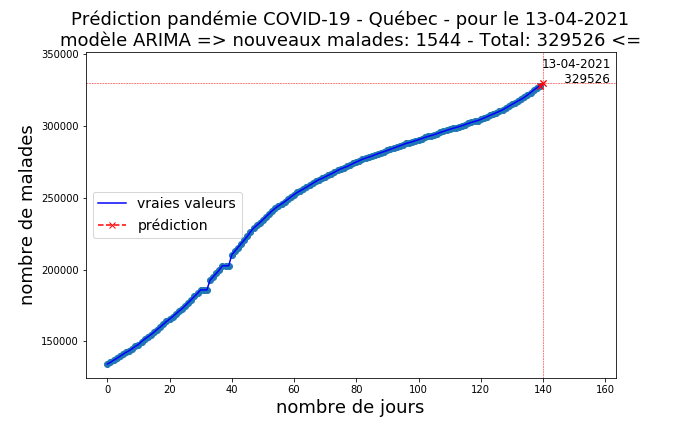 Prédiction pandémie COVID-19 - Québec - pour le 13-04-2021
modèle ARIMA => nouveaux malades: 1544 - Total: 329526 <=
350000
300000
250000
200000
150000
nombre de malades
13-04-2021
329526
vraies valeurs
prédiction
0 20 40 60 80 100 120 140 160
nombre de jours